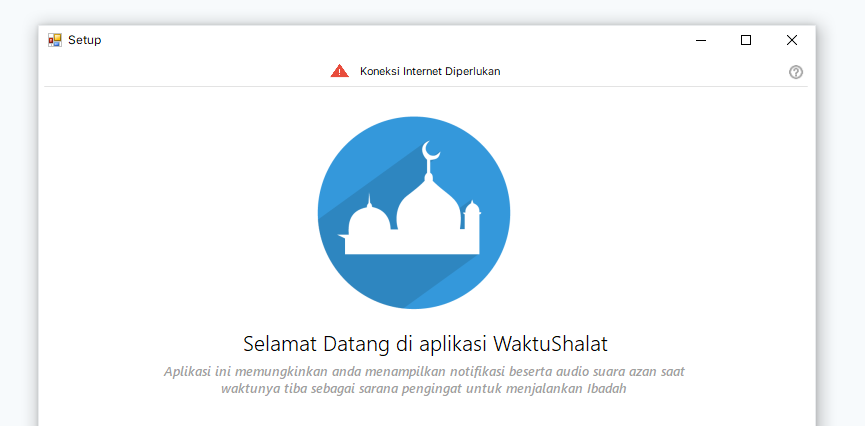 Setup
Koneksi Internet Diperlukan
Selamat Datang di aplikasi WaktuShalat
Aplikasi ini memungkinkan anda menampilkan notifikasi beserta audio suara azan saat
waktunya tiba sebagai sarana pengingat untuk menjalankan Ibadah